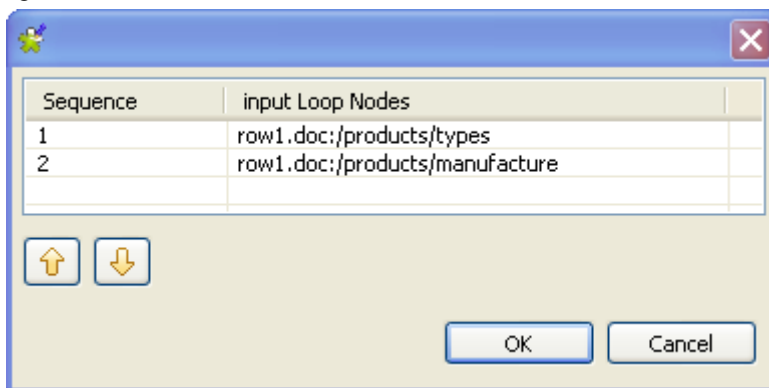 Sequence input Loop Nodes
1 row1.doc:/products/types
2 row1.doc:/products/manufacture
OK Cancel